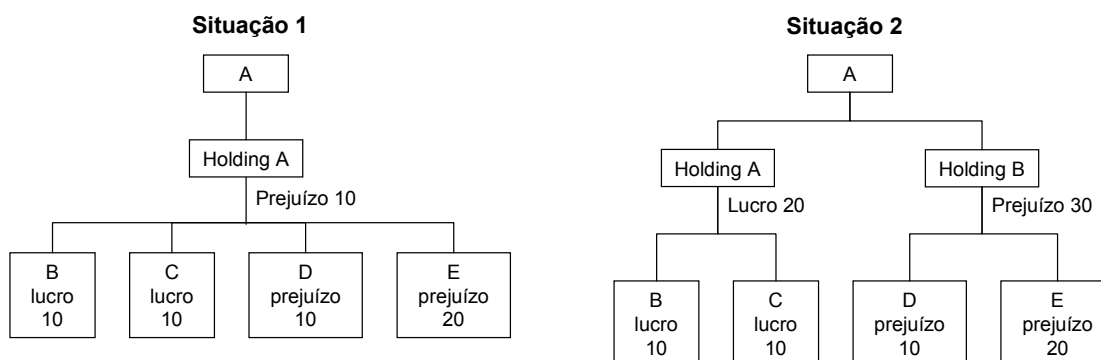 Situação 1
A
Holding A
Prejuízo 10
B
lucro
10
C
lucro
10
D
prejuízo
10
E
prejuízo
20
Situação 2
A
Holding A
Holding B
Lucro 20
Prejuízo 30
B
lucro
10
C
lucro
10
D
prejuízo
10
E
prejuízo
20